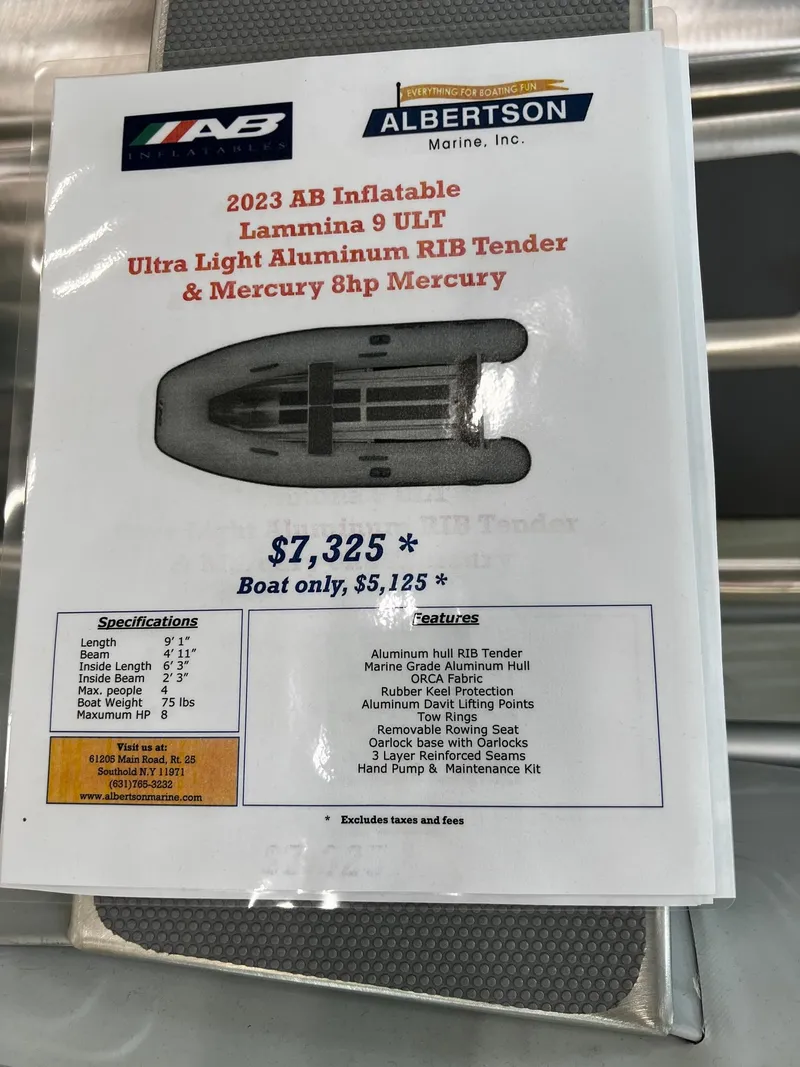 AB
INFLATABLES
EVERYTHING FOR BOATING FUN
ALBERTSON
Marine, Inc.
2023 AB Inflatable
Lammina 9 ULT
Ultra Light Aluminum RIB Tender
& Mercury 8hp Mercury
$7,325 *
Boat only, $5,125 *
Specifications
Length 9' 1"
Beam 4' 11"
Inside Length 6' 3"
Inside Beam 2' 3"
Max. people 4
Boat Weight 75 lbs
Maxumum HP 8
Visit us at:
61205 Main Road, Rt. 25
Southold N.Y 11971
(631)765-3232
www.albertsonmarine.com
Features
Aluminum hull RIB Tender
Marine Grade Aluminum Hull
ORCA Fabric
Rubber Keel Protection
Aluminum Davit Lifting Points
Tow Rings
Removable Rowing Seat
Oarlock base with Oarlocks
3 Layer Reinforced Seams
Hand Pump & Maintenance Kit
* Excludes taxes and fees